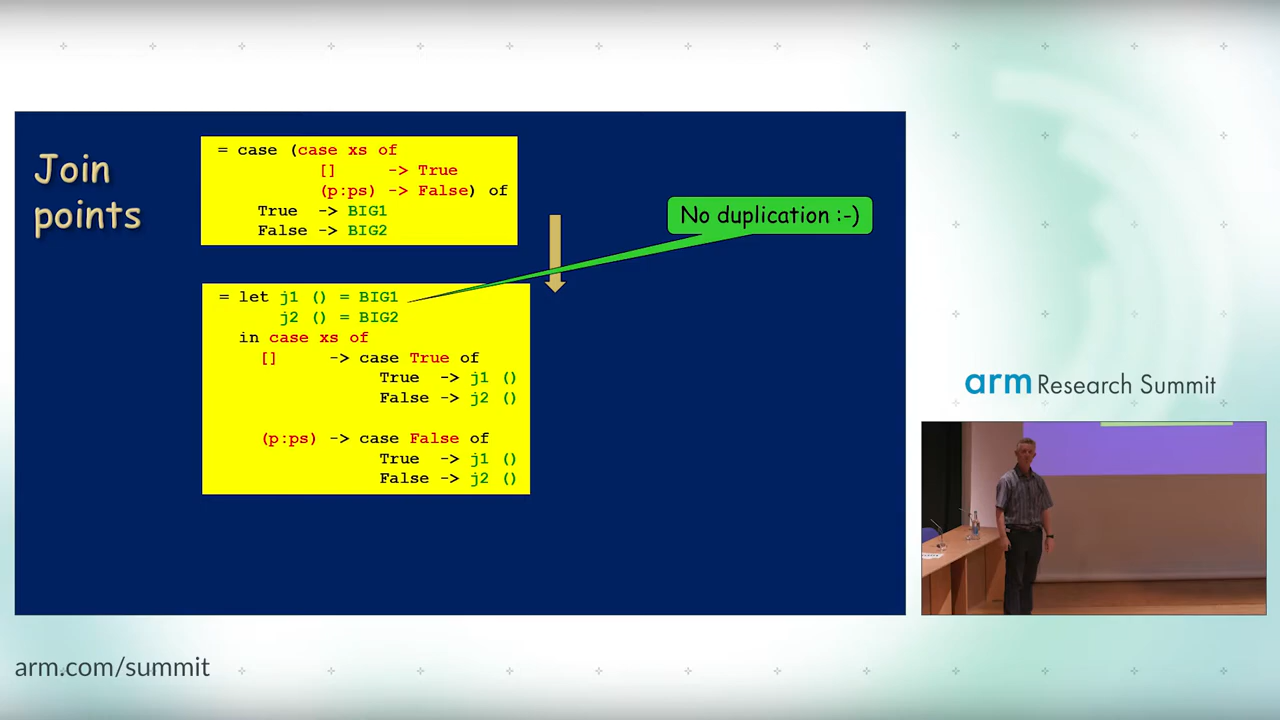 Join
points
= case (case xs of
[] -> True
(p:ps) -> False) of
True -> BIG1
False -> BIG2
No duplication :-)
= let j1 () = BIG1
j2 () = BIG2
in case xs of
[] -> case True of
True -> j1 ()
False -> j2 ()
(p:ps) -> case False of
True -> j1 ()
False -> j2 ()
arm Research Summit
arm.com/summit